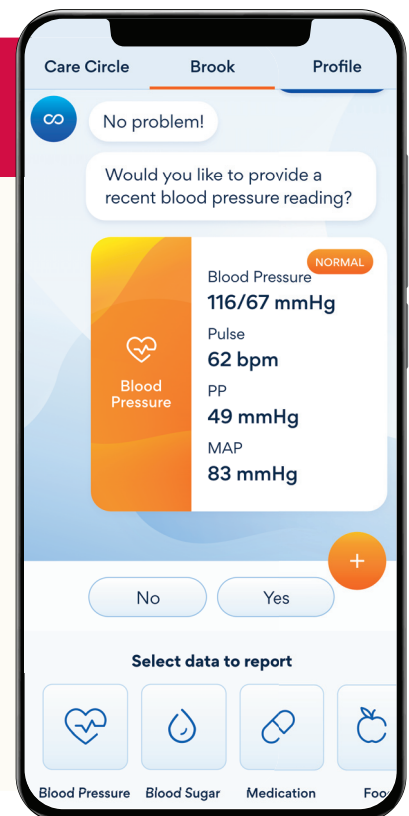 Care Circle
Brook
Profile
No problem!
Would you like to provide a
recent blood pressure reading?
NORMAL
Blood Pressure
116/67 mmHg
Pulse
62 bpm
PP
49 mmHg
MAP
83 mmHg
Blood
Pressure
+
No
Yes
Select data to report
Blood Pressure
Blood Sugar
Medication
Foo